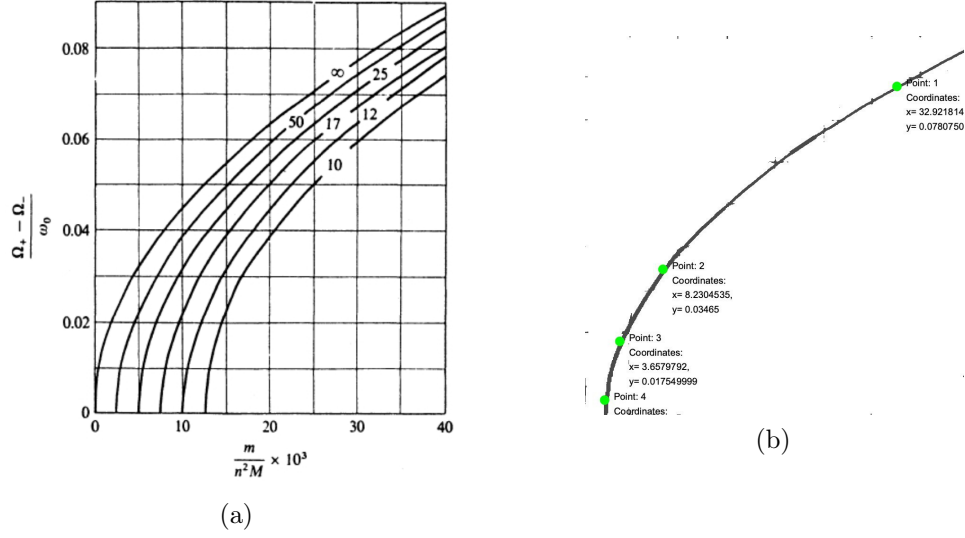 0.08
0.06
0.04
0.02
0
Ω₊ − Ω₋
ω₀
∞
25
50
17
12
10
0
10
20
30
40
m
n²M
× 10³
(a)
Point: 1
Coordinates:
x= 32.921814
y= 0.0780750
Point: 2
Coordinates:
x= 8.2304535,
y= 0.03465
Point: 3
Coordinates:
x= 3.6579792,
y= 0.017549999
Point: 4
Coordinates:
(b)